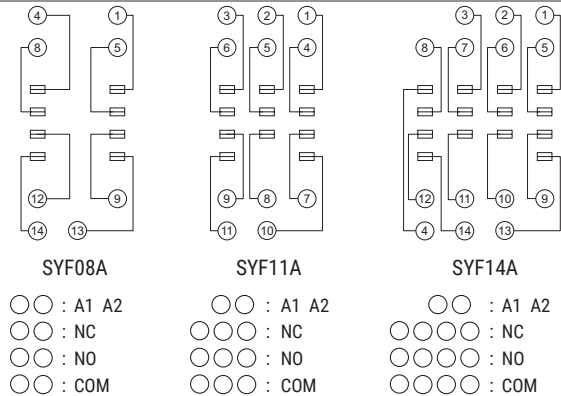 4 1 3 2 1 3 2 1
8 5 6 5 4 8 7 6 5
12 9 9 8 7 12 11 10 9
14 13 11 10 4 14 13
SYF08A SYF11A SYF14A
: A1 A2 : A1 A2 : A1 A2
: NC : NC : NC
: NO : NO : NO
: COM : COM : COM